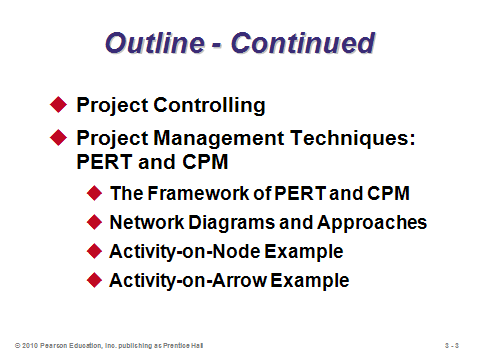 Outline - Continued
Project Controlling
Project Management Techniques:
PERT and CPM
The Framework of PERT and CPM
Network Diagrams and Approaches
Activity-on-Node Example
Activity-on-Arrow Example
© 2010 Pearson Education, Inc. publishing as Prentice Hall
3 - 3